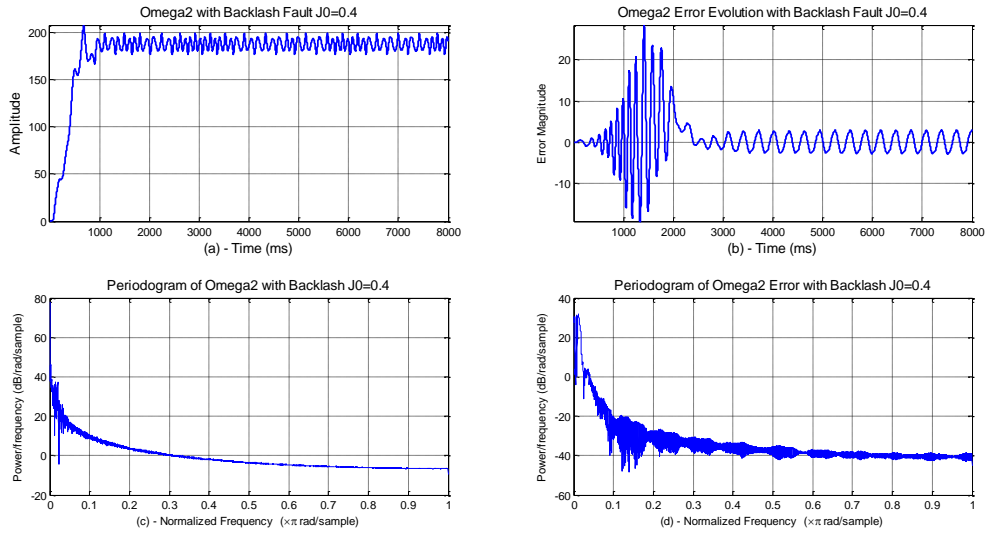 Omega2 with Backlash Fault J0=0.4
Amplitude
200
150
100
50
0
1000 2000 3000 4000 5000 6000 7000 8000
(a) - Time (ms)
Omega2 Error Evolution with Backlash Fault J0=0.4
Error Magnitude
20
10
0
-10
1000 2000 3000 4000 5000 6000 7000 8000
(b) - Time (ms)
Periodogram of Omega2 with Backlash J0=0.4
Power/frequency (dB/rad/sample)
80
60
40
20
0
-20
0 0.1 0.2 0.3 0.4 0.5 0.6 0.7 0.8 0.9 1
(c) - Normalized Frequency (×π rad/sample)
Periodogram of Omega2 Error with Backlash J0=0.4
Power/frequency (dB/rad/sample)
40
20
0
-20
-40
-60
0 0.1 0.2 0.3 0.4 0.5 0.6 0.7 0.8 0.9 1
(d) - Normalized Frequency (×π rad/sample)